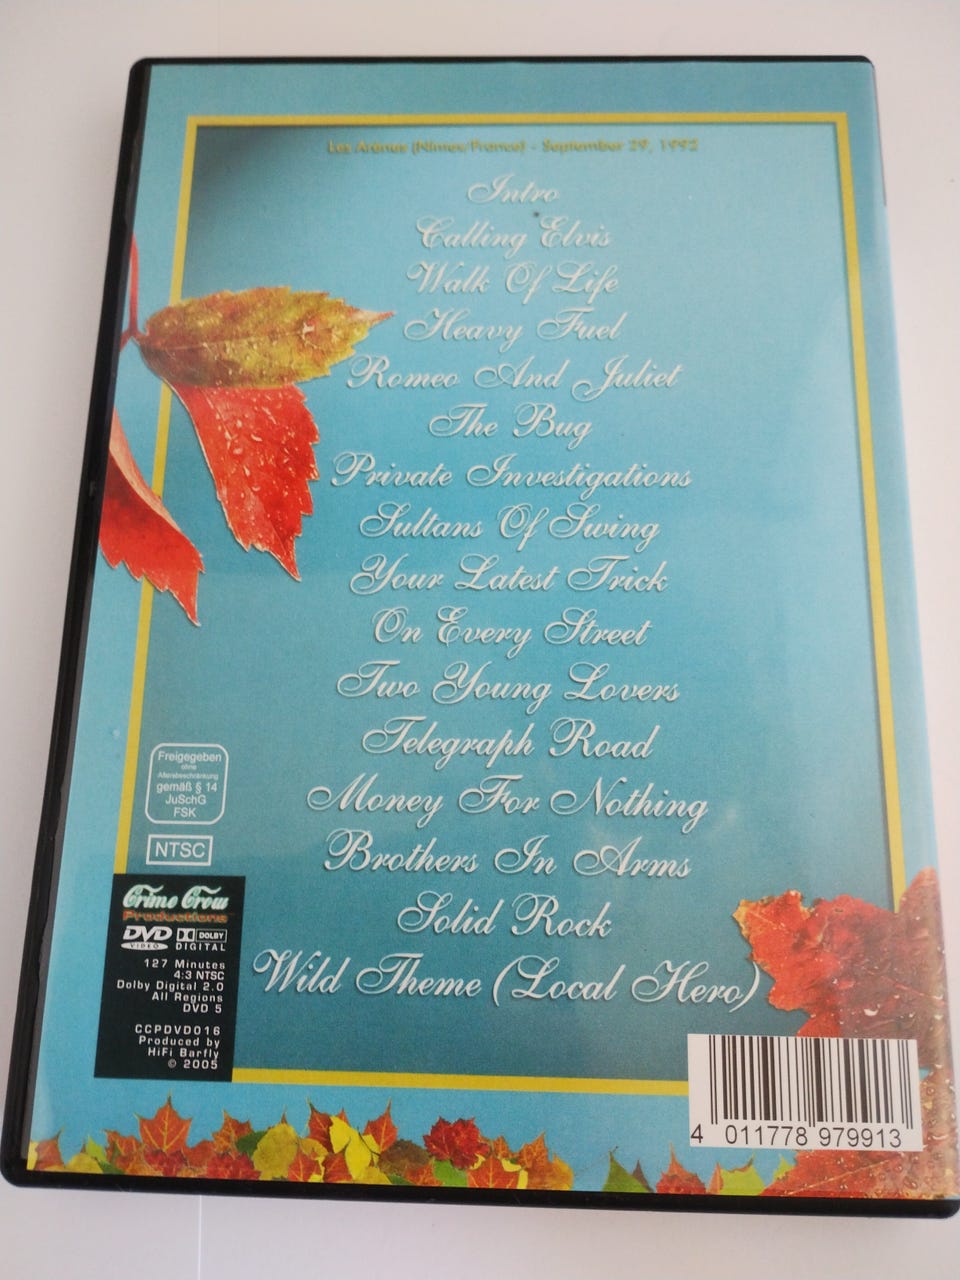 Les Arènes (Nimes/France) - September 29, 1992
Intro
Calling Elvis
Walk Of Life
Heavy Fuel
Romeo And Juliet
The Bug
Private Investigations
Sultans Of Swing
Your Latest Trick
On Every Street
Two Young Lovers
Telegraph Road
Money For Nothing
Brothers In Arms
Solid Rock
Wild Theme (Local Hero)
Freigegeben
ohne
Altersbeschränkung
gemäß § 14
JuSchG
FSK
NTSC
Crime Crow
Productions
DVD
VIDEO
DOLBY
DIGITAL
127 Minutes
4:3 NTSC
Dolby Digital 2.0
All Regions
DVD 5
CCPDVD016
Produced by
HiFi Barfly
© 2005
4 011778 979913